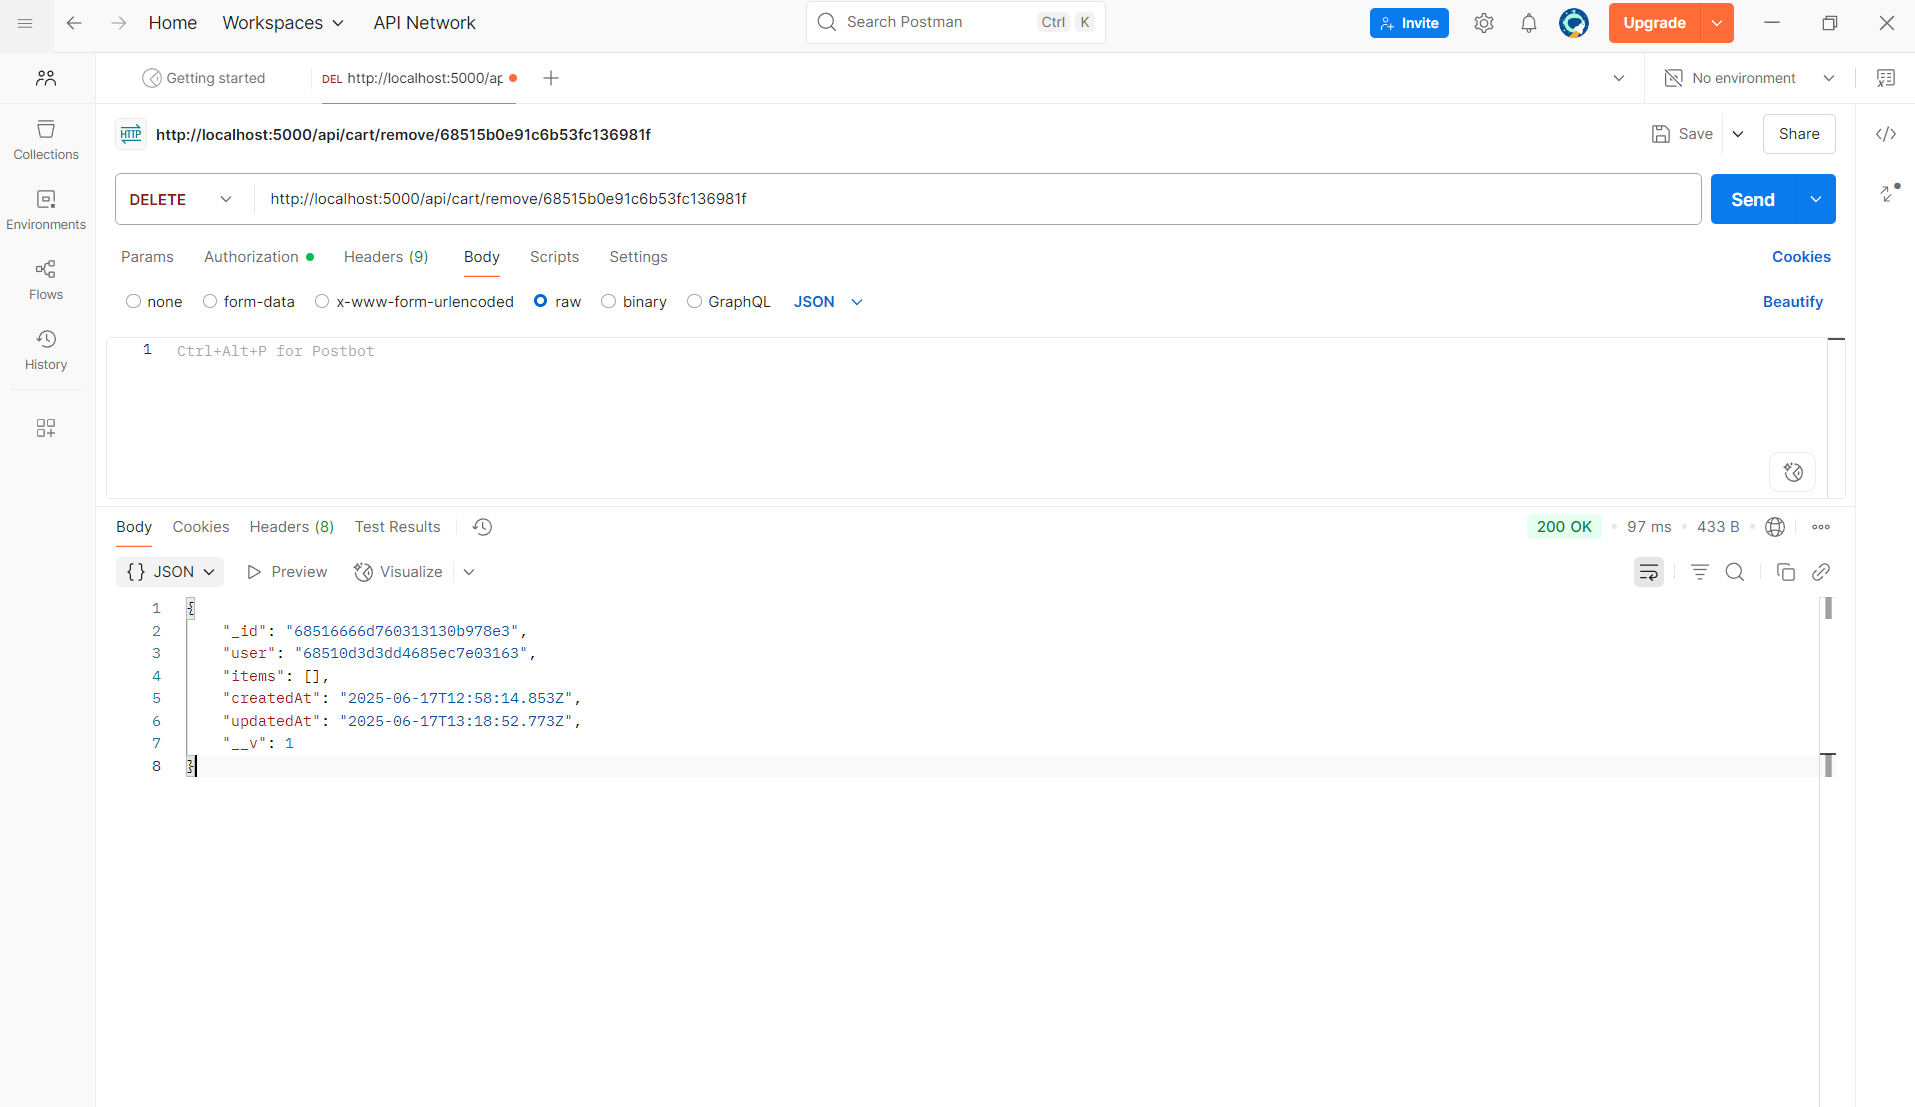 Home Workspaces API Network Search Postman Ctrl K Invite Upgrade
Getting started DEL http://localhost:5000/ap No environment
Collections
Environments
Flows
History
HTTP http://localhost:5000/api/cart/remove/68515b0e91c6b53fc136981f Save Share
DELETE http://localhost:5000/api/cart/remove/68515b0e91c6b53fc136981f Send
Params Authorization Headers (9) Body Scripts Settings Cookies
none form-data x-www-form-urlencoded raw binary GraphQL JSON Beautify
1 Ctrl+Alt+P for Postbot
Body Cookies Headers (8) Test Results 200 OK • 97 ms • 433 B •
{} JSON Preview Visualize
1 {
2 "_id": "68516666d760313130b978e3",
3 "user": "68510d3d3dd4685ec7e03163",
4 "items": [],
5 "createdAt": "2025-06-17T12:58:14.853Z",
6 "updatedAt": "2025-06-17T13:18:52.773Z",
7 "__v": 1
8 }